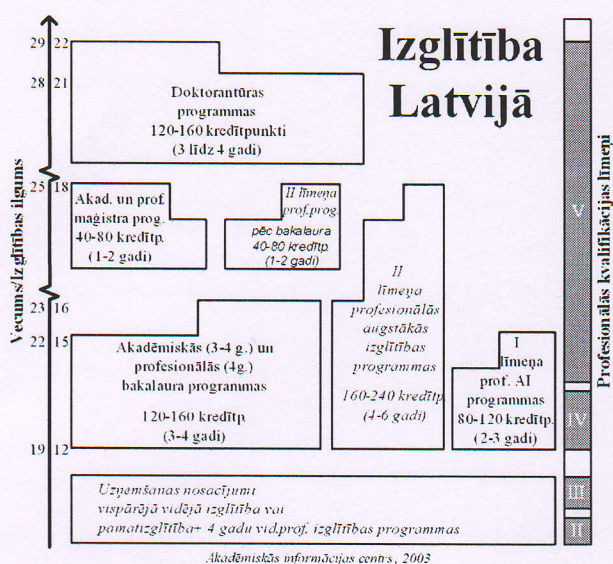 Izglītība
Latvijā
Vecums/Izglītības ilgums
29 22
28 21
Doktorantūras
programmas
120-160 kredītpunkti
(3 līdz 4 gadi)
25 18
Akad. un prof.
maģistra prog.
40-80 kredītp.
(1-2 gadi)
II līmeņa
prof.prog.
pēc bakalaura
40-80 kredītp.
(1-2 gadi)
II
līmeņa
profesionālās
augstākās
izglītības
programmas
160-240 kredītp.
(4-6 gadi)
23 16
22 15
Akadēmiskās (3-4 g.) un
profesionālās (4g.)
bakalaura programmas
120-160 kredītp
(3-4 gadi)
I
līmeņa
prof. AI
programmas
80-120 kredītp.
(2-3 gadi)
19 12
Uzņemšanas nosacījumi
vispārējā vidējā izglītība vai
pamatizglītība+ 4 gadu vid.prof. izglītības programmas
Akadēmiskās informācijas centrs, 2003
V
IV
III
II
Profesionālās kvalifikācijas līmeņi